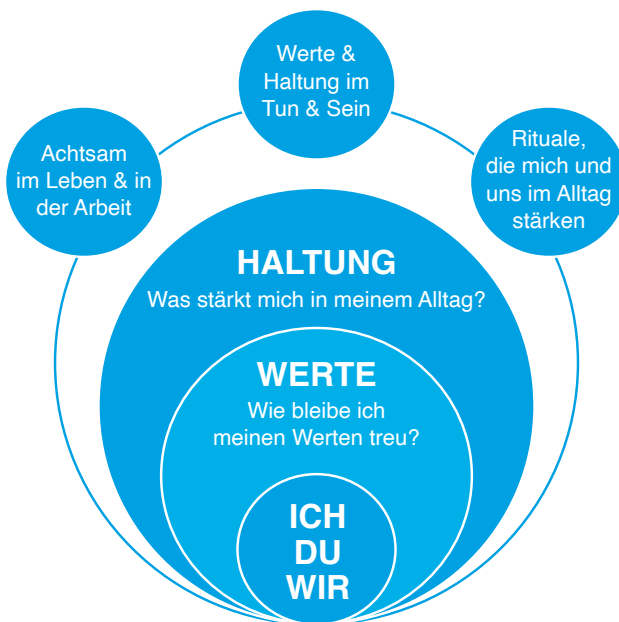 Werte &
Haltung im
Tun & Sein
Achtsam
im Leben & in
der Arbeit
Rituale,
die mich und
uns im Alltag
stärken
HALTUNG
Was stärkt mich in meinem Alltag?
WERTE
Wie bleibe ich
meinen Werten treu?
ICH
DU
WIR